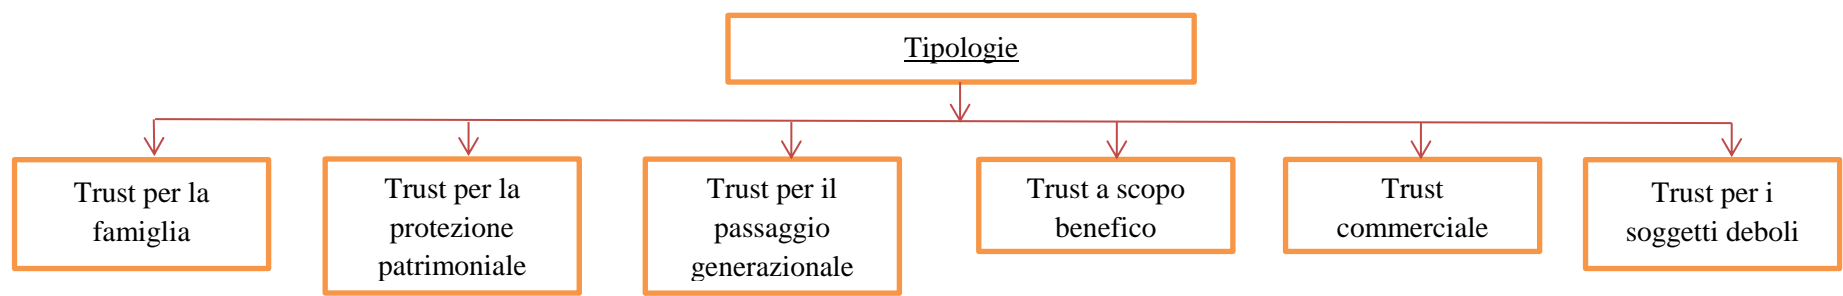 Tipologie
Trust per la
famiglia
Trust per la
protezione
patrimoniale
Trust per il
passaggio
generazionale
Trust a scopo
benefico
Trust
commerciale
Trust per i
soggetti deboli